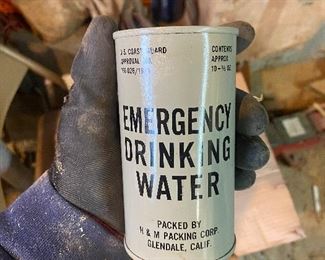 U.S. COAST GUARD
APPROVAL NO.
CONTENTS
APPROX.
EMERGENCY
DRINKING
WATER
PACKED BY
H & M PACKING CORP.
GLENDALE, CALIF.